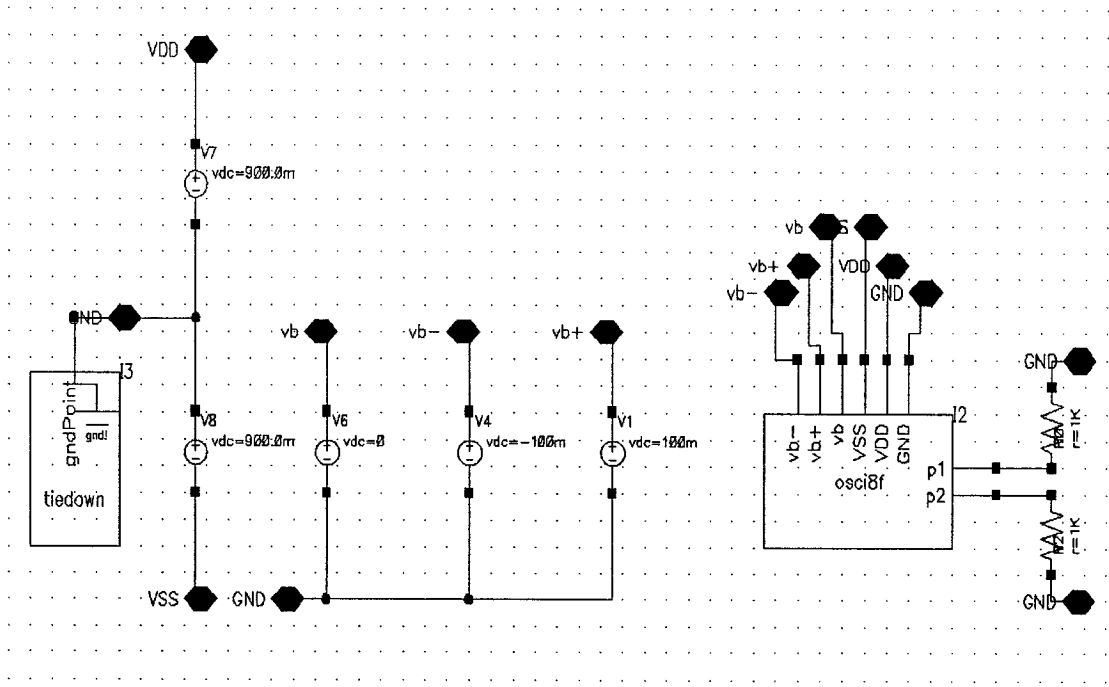 VDD
V7
vdc=900.0m
vb
S
vb+
VDD
vb-
GND
ND
vb
vb-
vb+
GND
I3
gndPoint
gnd!
tiedown
V8
vdc=900.0m
V6
vdc=0
V4
vdc=-100m
V1
vdc=100m
I2
vb-
vb+
vb
VSS
VDD
GND
osci8f
p1
p2
r=1K
r=1K
VSS
GND
GND